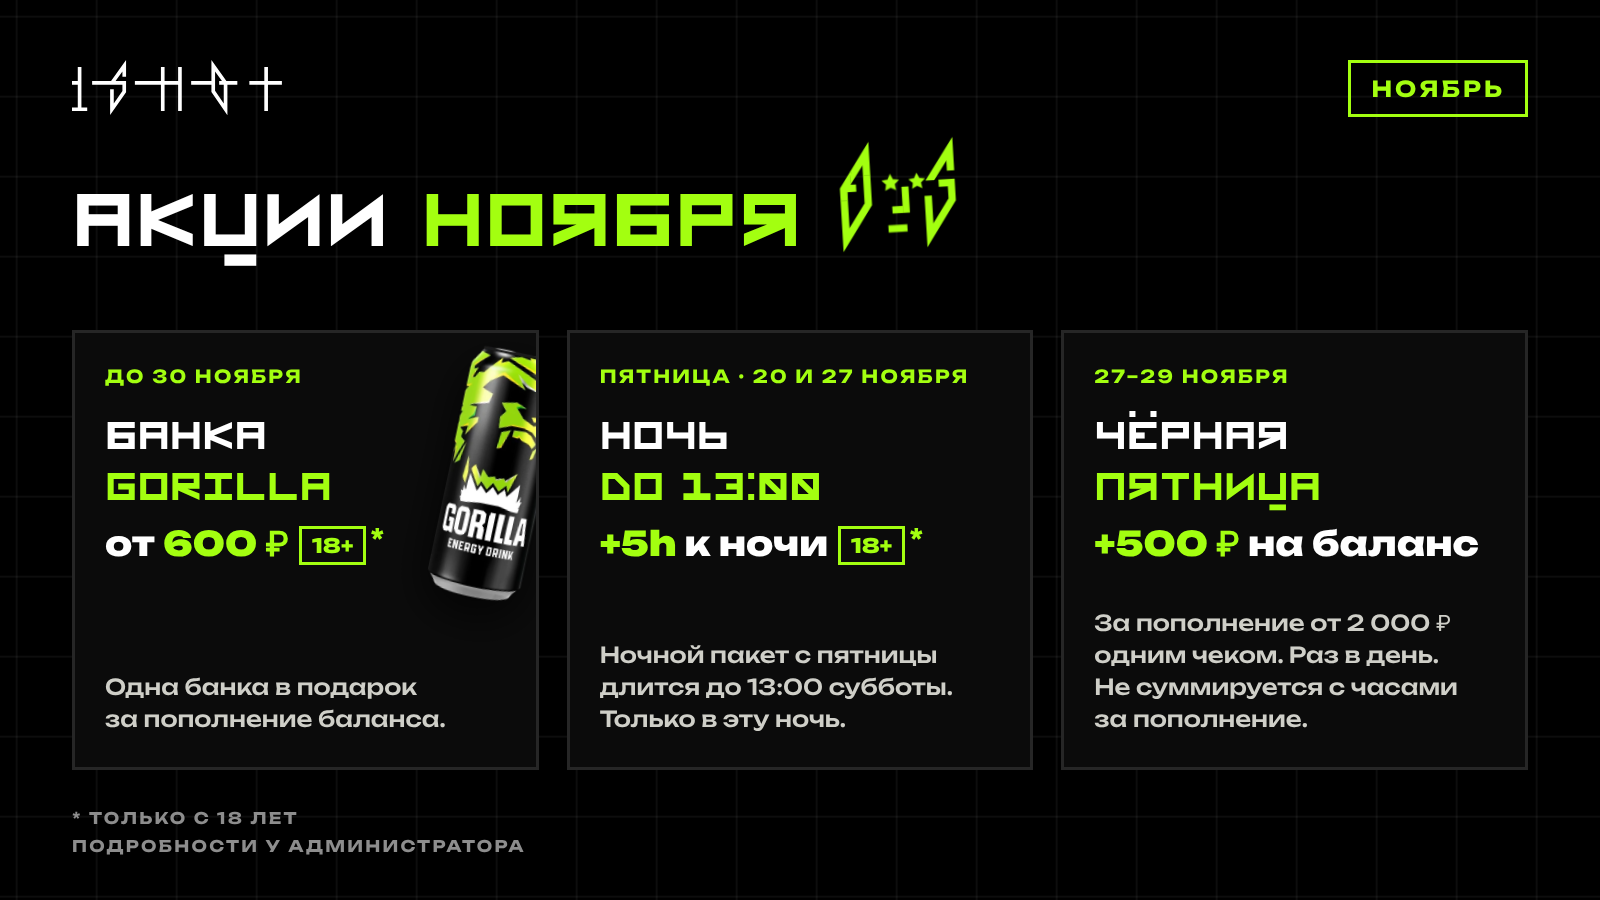 НОЯБРЬ
АКЦИИ НОЯБРЯ
ДО 30 НОЯБРЯ
БАНКА
GORILLA
от 600 ₽ 18+ *
GORILLA
ENERGY DRINK
Одна банка в подарок
за пополнение баланса.
ПЯТНИЦА · 20 И 27 НОЯБРЯ
НОЧЬ
DO 13:00
+5h к ночи 18+ *
Ночной пакет с пятницы
длится до 13:00 субботы.
Только в эту ночь.
27–29 НОЯБРЯ
ЧЁРНАЯ
ПЯТНИЦА
+500 ₽ на баланс
За пополнение от 2 000 ₽
одним чеком. Раз в день.
Не суммируется с часами
за пополнение.
* ТОЛЬКО С 18 ЛЕТ
ПОДРОБНОСТИ У АДМИНИСТРАТОРА